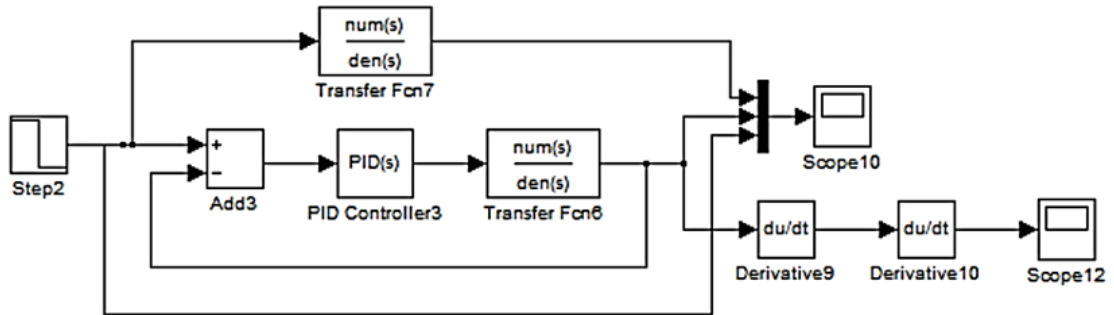 num(s)
den(s)
Transfer Fcn7
Step2
+
−
Add3
PID(s)
PID Controller3
num(s)
den(s)
Transfer Fcn6
Scope10
du/dt
Derivative9
du/dt
Derivative10
Scope12